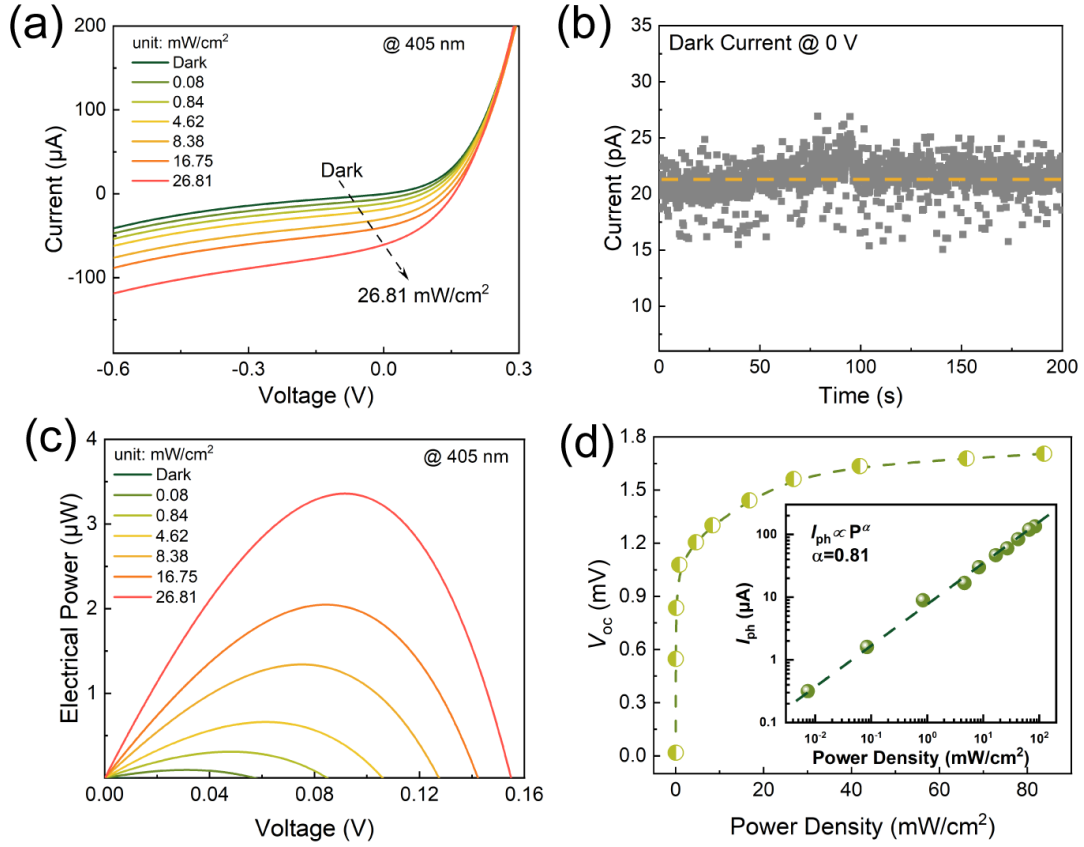 (a)
200
100
0
-100
Current (µA)
unit: mW/cm²
Dark
0.08
0.84
4.62
8.38
16.75
26.81
@ 405 nm
Dark
26.81 mW/cm²
-0.6
-0.3
0.0
0.3
Voltage (V)
(b)
35
30
25
20
15
10
Current (pA)
Dark Current @ 0 V
0
50
100
150
200
Time (s)
(c)
4
3
2
1
Electrical Power (µW)
unit: mW/cm²
Dark
0.08
0.84
4.62
8.38
16.75
26.81
@ 405 nm
0.00
0.04
0.08
0.12
0.16
Voltage (V)
(d)
1.8
1.5
1.2
0.9
0.6
0.3
0.0
Voc (mV)
Iph∝ Pα
α=0.81
100
10
1
0.1
Iph (µA)
10⁻²
10⁻¹
10⁰
10¹
10²
Power Density (mW/cm²)
0
20
40
60
80
Power Density (mW/cm²)